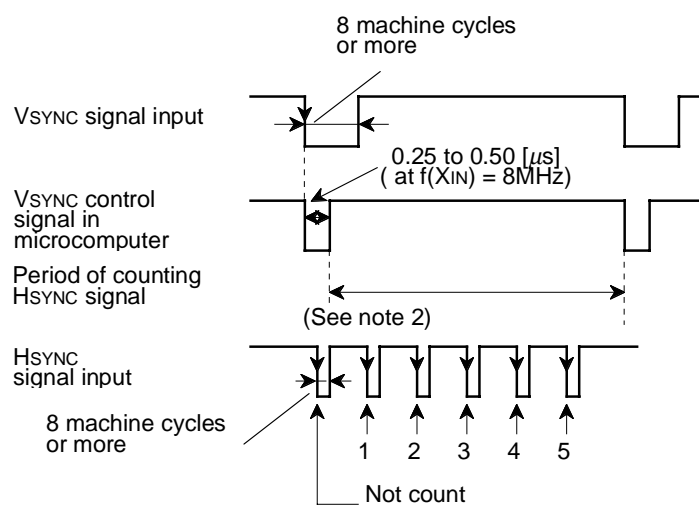 8 machine cycles
or more
VSYNC signal input
0.25 to 0.50 [μs]
( at f(XIN) = 8MHz)
VSYNC control
signal in
microcomputer
Period of counting
HSYNC signal
(See note 2)
HSYNC
signal input
8 machine cycles
or more
1 2 3 4 5
Not count